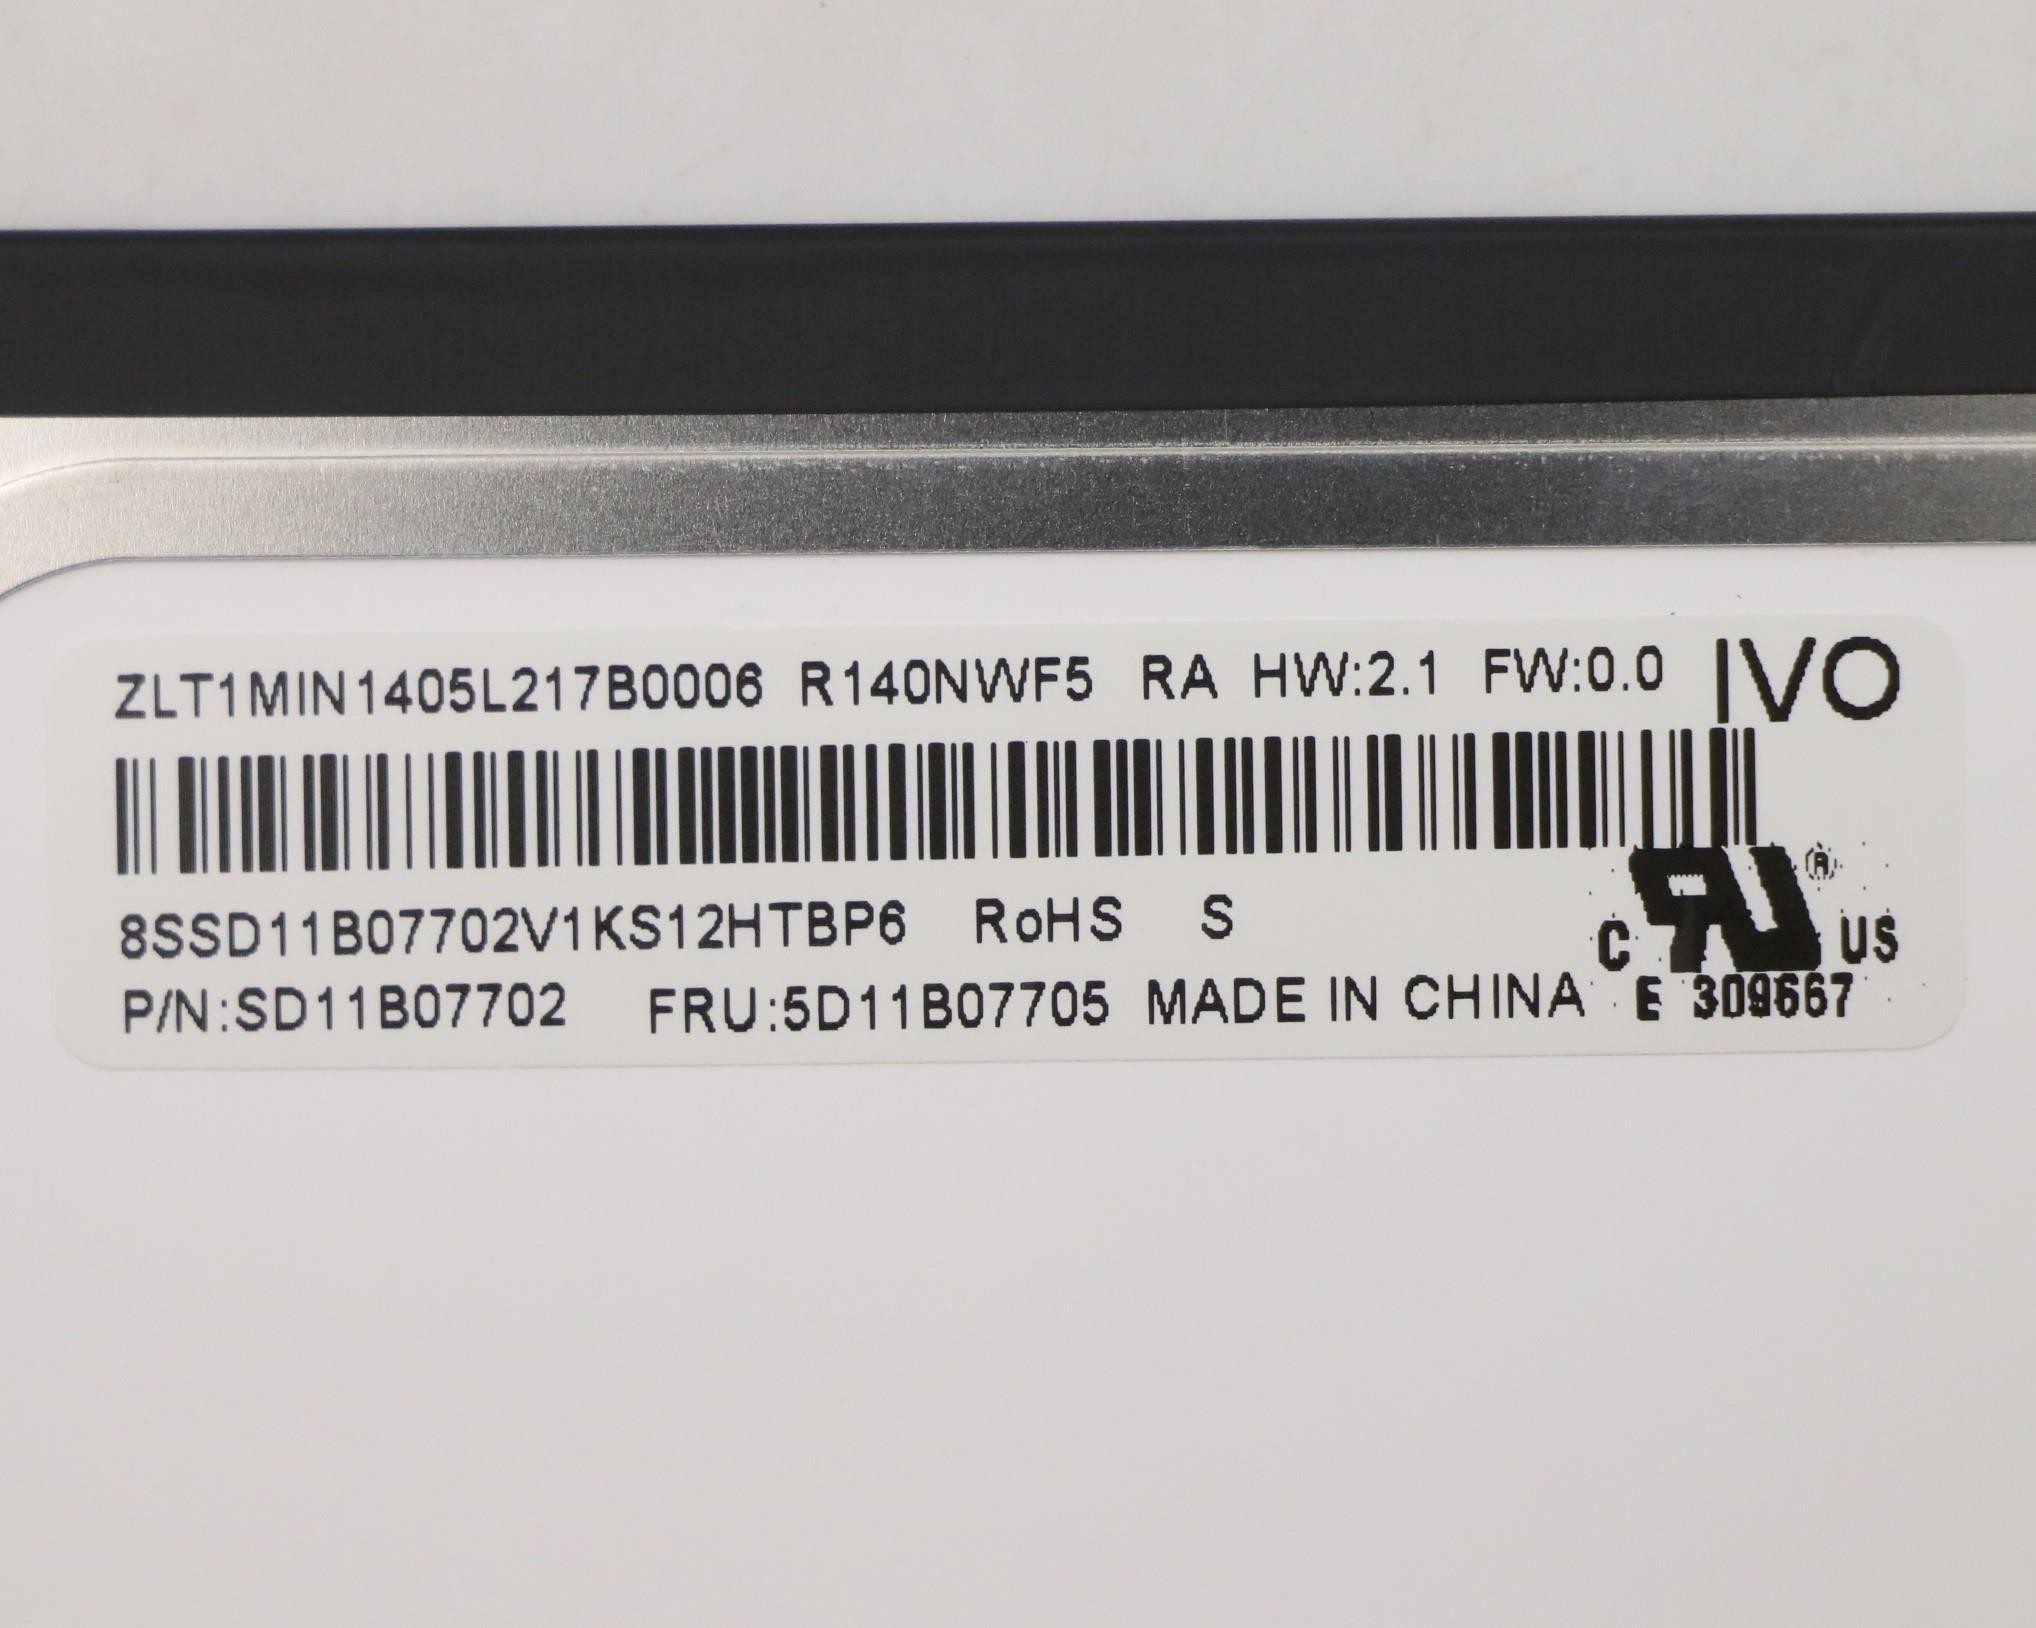 ZLT1MIN1405L217B0006 R140NWF5 RA HW:2.1 FW:0.0 IVO
8SSD11B07702V1KS12HTBP6 RoHS S
C RU ® US
P/N:SD11B07702 FRU:5D11B07705 MADE IN CHINA E 309667